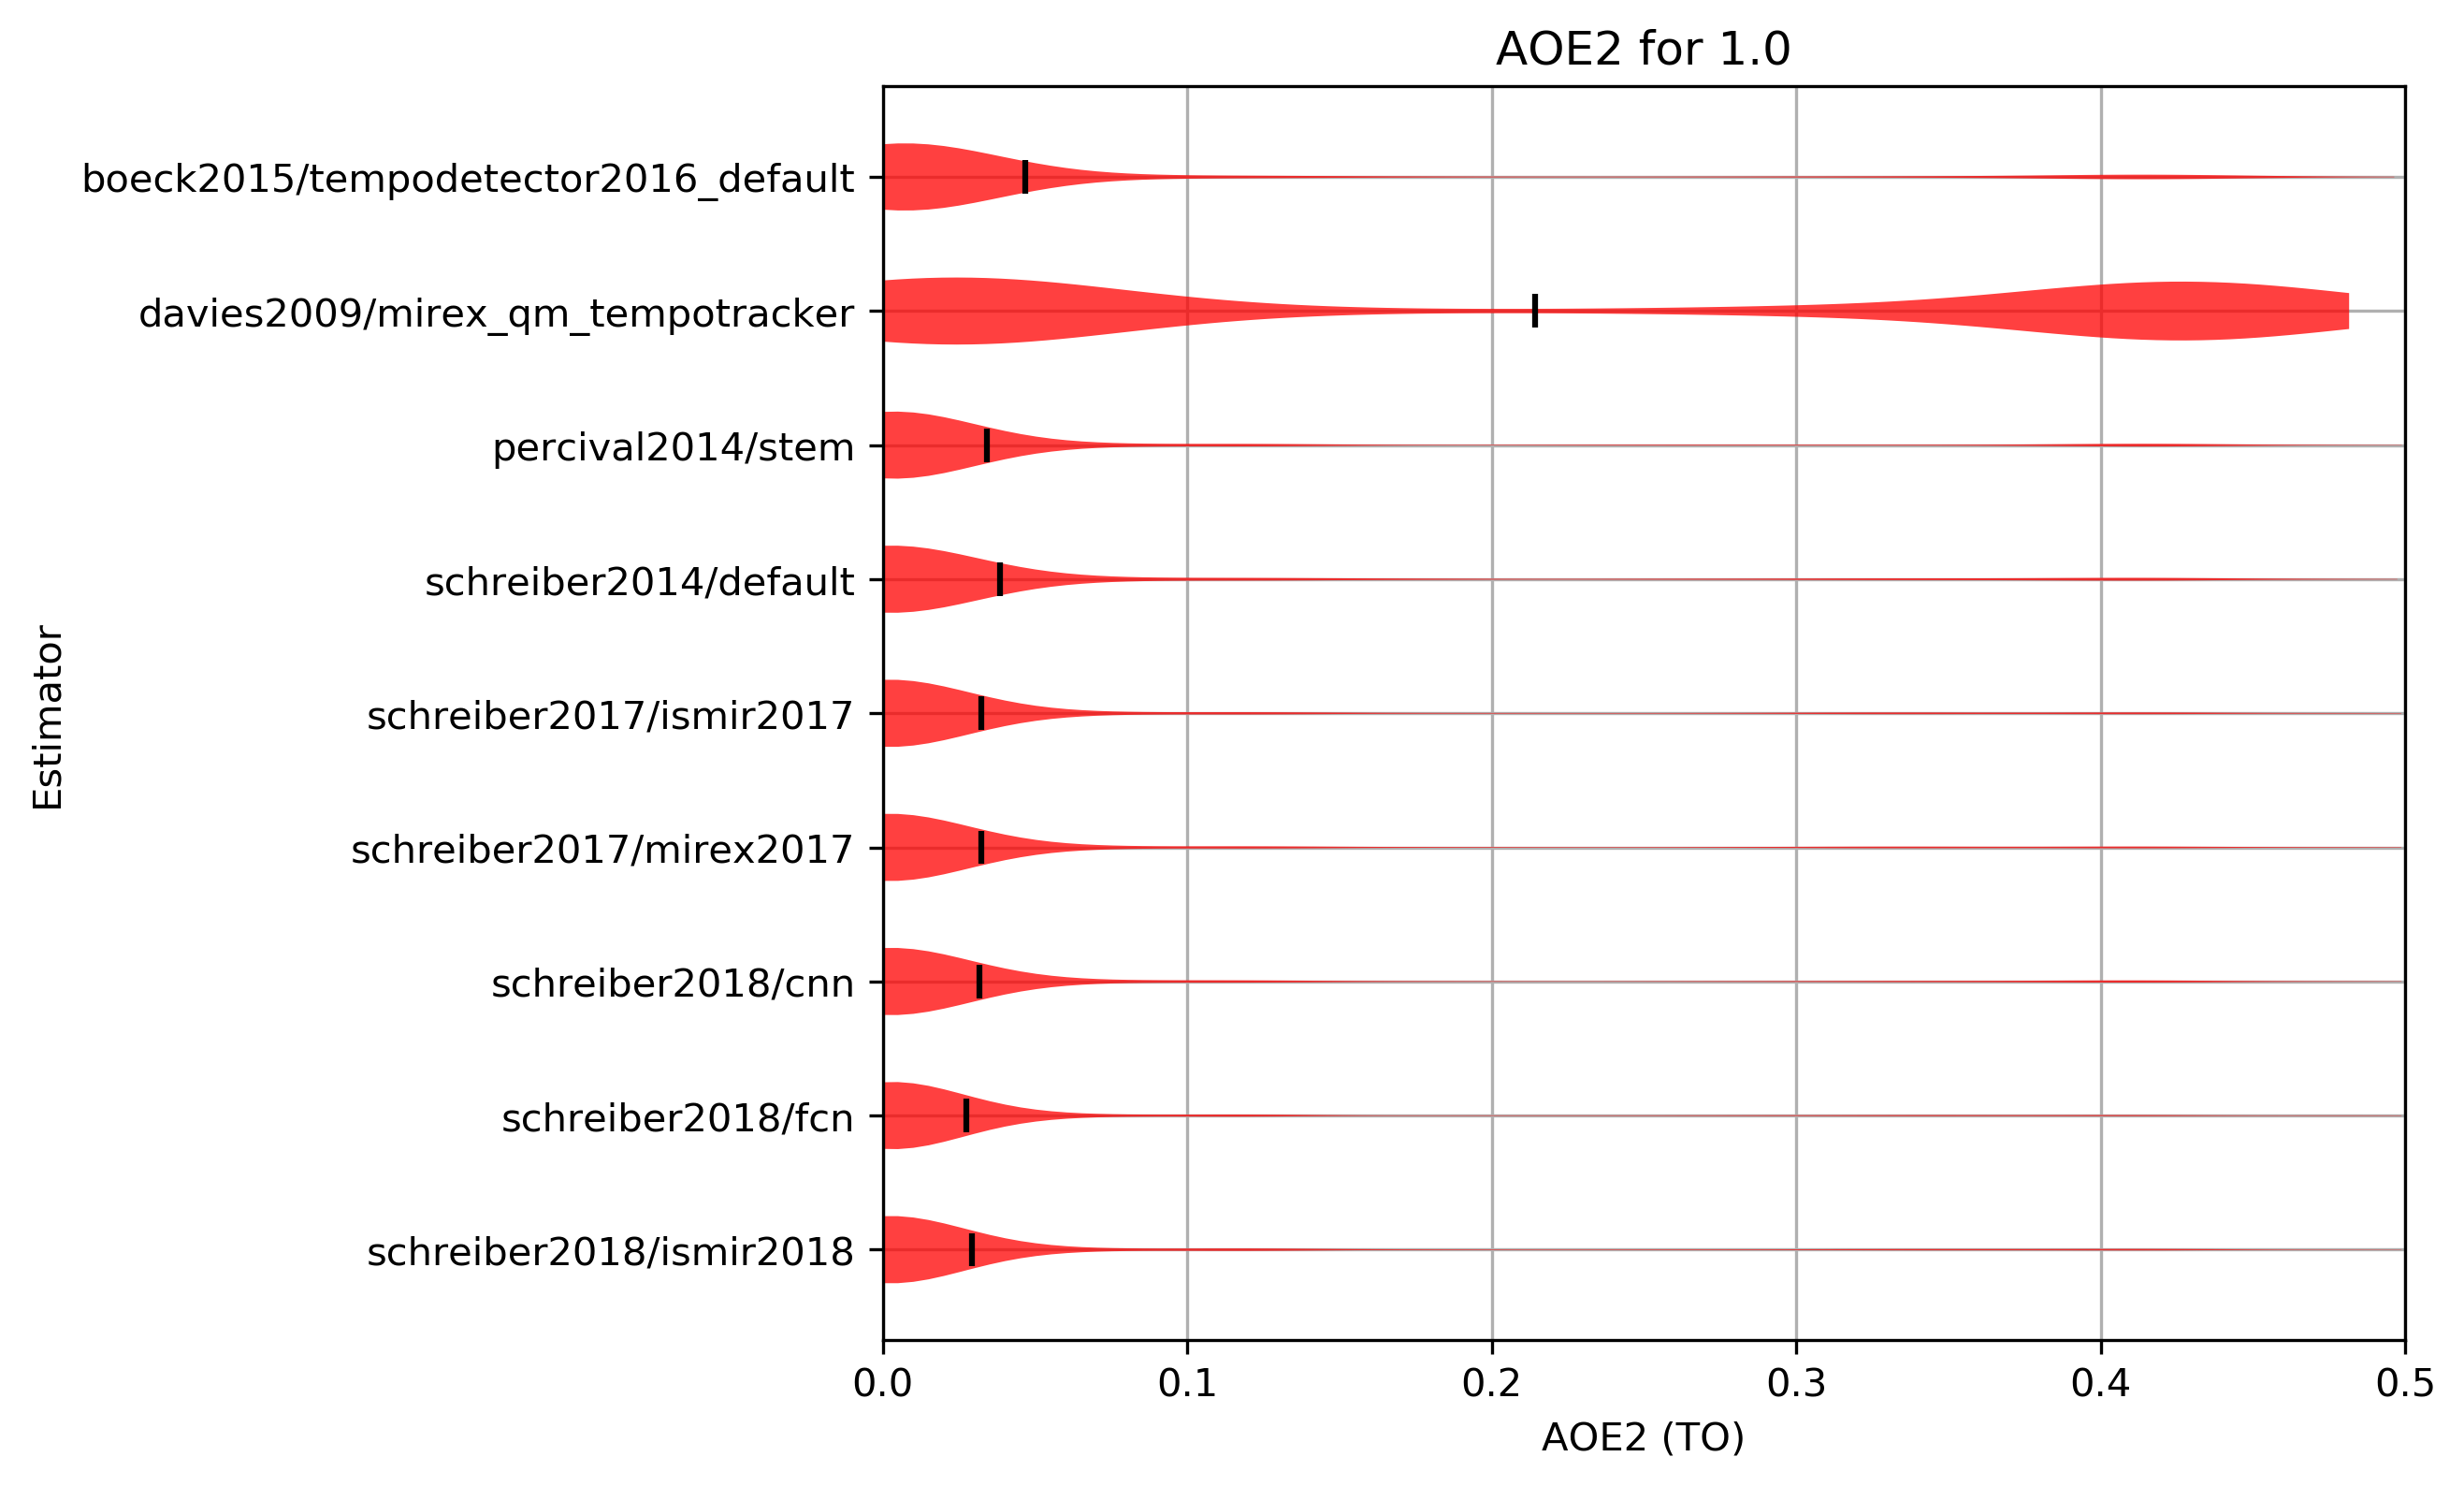 AOE2 for 1.0
boeck2015/tempodetector2016_default
davies2009/mirex_qm_tempotracker
percival2014/stem
schreiber2014/default
schreiber2017/ismir2017
schreiber2017/mirex2017
schreiber2018/cnn
schreiber2018/fcn
schreiber2018/ismir2018
Estimator
0.0 0.1 0.2 0.3 0.4 0.5
AOE2 (TO)